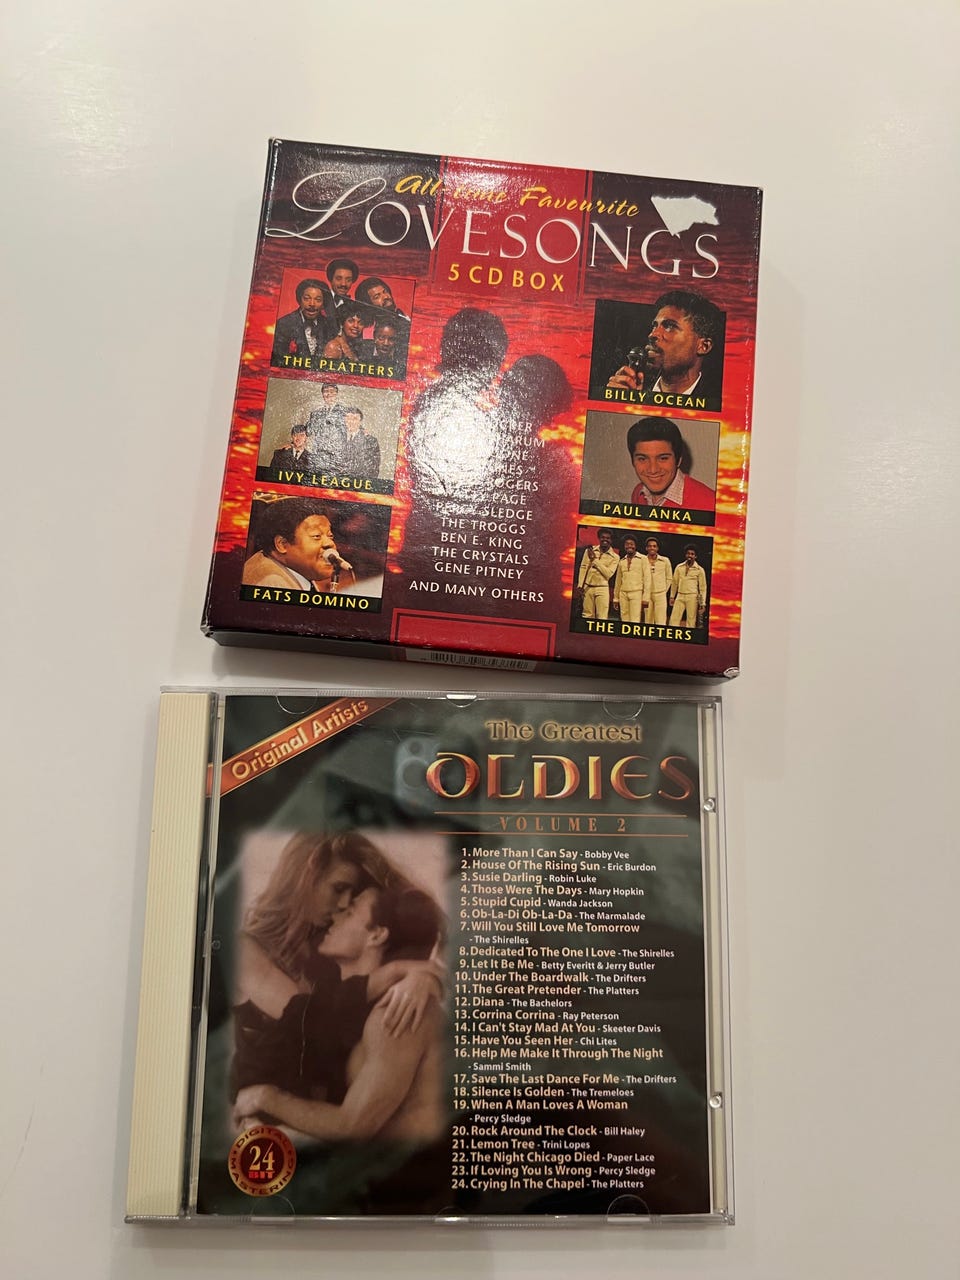 All Time Favourite
LOVESONGS
5 CD BOX
THE PLATTERS
IVY LEAGUE
FATS DOMINO
BILLY OCEAN
PAUL ANKA
THE DRIFTERS
PAGE
PERCY SLEDGE
THE TROGGS
BEN E. KING
THE CRYSTALS
GENE PITNEY
AND MANY OTHERS
Original Artists
The Greatest
OLDIES
VOLUME 2
1. More Than I Can Say - Bobby Vee
2. House Of The Rising Sun - Eric Burdon
3. Susie Darling - Robin Luke
4. Those Were The Days - Mary Hopkin
5. Stupid Cupid - Wanda Jackson
6. Ob-La-Di Ob-La-Da - The Marmalade
7. Will You Still Love Me Tomorrow
- The Shirelles
8. Dedicated To The One I Love - The Shirelles
9. Let It Be Me - Betty Everitt & Jerry Butler
10. Under The Boardwalk - The Drifters
11. The Great Pretender - The Platters
12. Diana - The Bachelors
13. Corrina Corrina - Ray Peterson
14. I Can't Stay Mad At You - Skeeter Davis
15. Have You Seen Her - Chi Lites
16. Help Me Make It Through The Night
- Sammi Smith
17. Save The Last Dance For Me - The Drifters
18. Silence Is Golden - The Tremeloes
19. When A Man Loves A Woman
- Percy Sledge
20. Rock Around The Clock - Bill Haley
21. Lemon Tree - Trini Lopes
22. The Night Chicago Died - Paper Lace
23. If Loving You Is Wrong - Percy Sledge
24. Crying In The Chapel - The Platters
DIGITAL
24
BIT
MASTERING